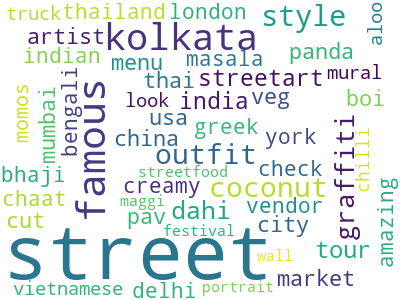 truck thailand london style aloo
artist kolkata
indian menu masala panda
thai streetart mural
mumbai bengali famous look india veg boi
momos usa greek graffiti chilli
china york
outfit
bhaji creamy coconut check
chaat pav dahi vendor amazing
streetfood
maggi
cut city
street festival tour
wall
vietnamese delhi portrait market